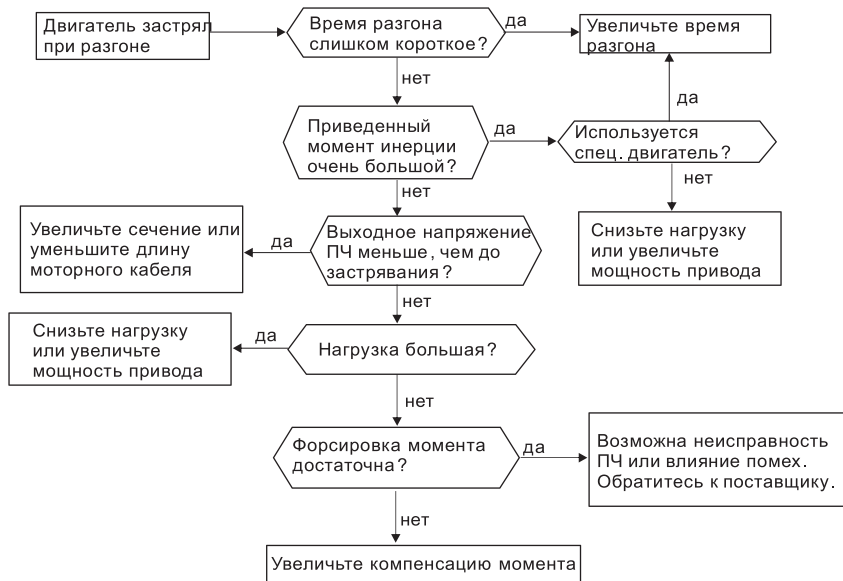 Двигатель застрял
при разгоне
Время разгона
слишком короткое?
да
Увеличьте время
разгона
нет
да
Приведенный
момент инерции
очень большой?
да
Используется
спец. двигатель?
нет
нет
Увеличьте сечение или
уменьшите длину
моторного кабеля
да
Выходное напряжение
ПЧ меньше, чем до
застрявания?
Снизьте нагрузку
или увеличьте
мощность привода
нет
Снизьте нагрузку
или увеличьте
мощность привода
да
Нагрузка большая?
нет
Форсировка момента
достаточна?
да
Возможна неисправность
ПЧ или влияние помех.
Обратитесь к поставщику.
нет
Увеличьте компенсацию момента